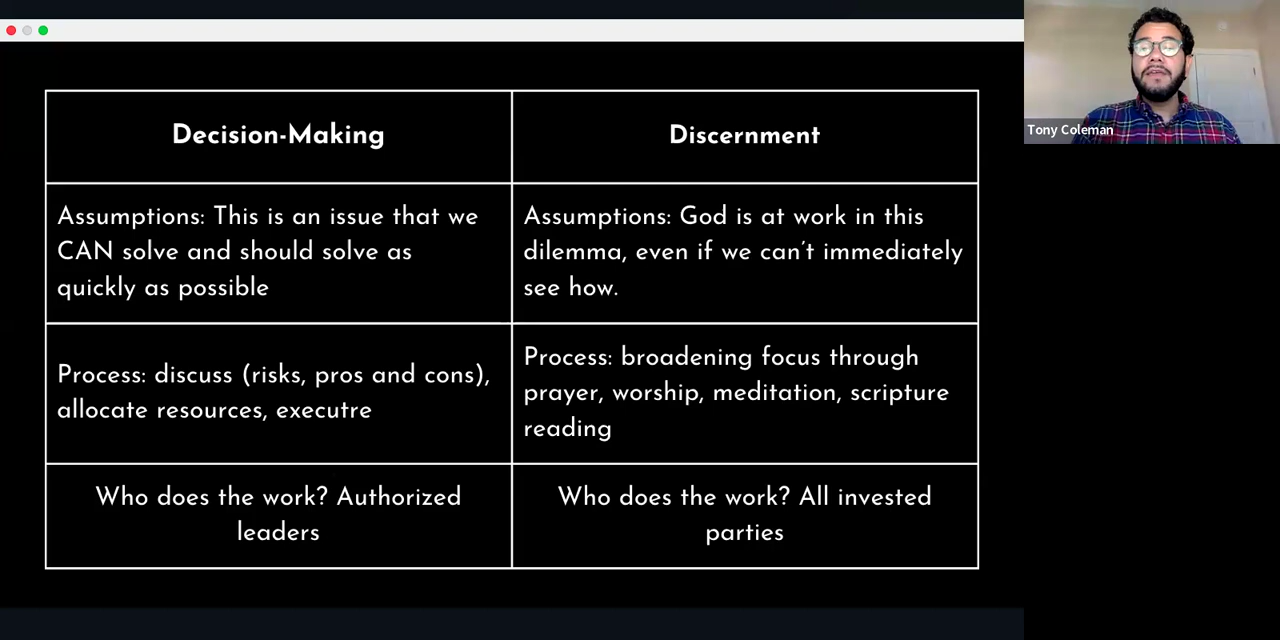 Decision-Making
Discernment
Assumptions: This is an issue that we
CAN solve and should solve as
quickly as possible
Assumptions: God is at work in this
dilemma, even if we can't immediately
see how.
Process: discuss (risks, pros and cons),
allocate resources, executre
Process: broadening focus through
prayer, worship, meditation, scripture
reading
Who does the work? Authorized
leaders
Who does the work? All invested
parties
Tony Coleman